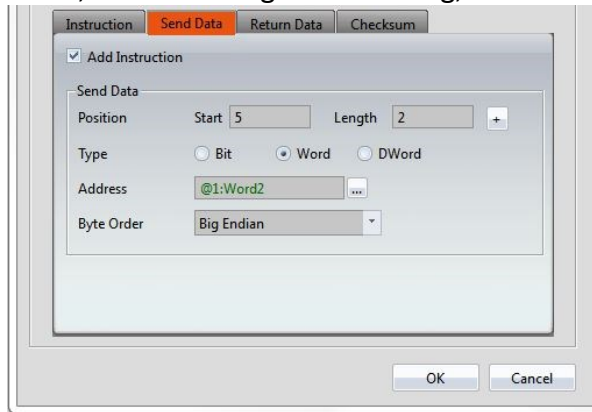 Instruction Send Data Return Data Checksum
Add Instruction
Send Data
Position Start 5 Length 2 +
Type Bit Word DWord
Address @1:Word2 ...
Byte Order Big Endian
OK Cancel